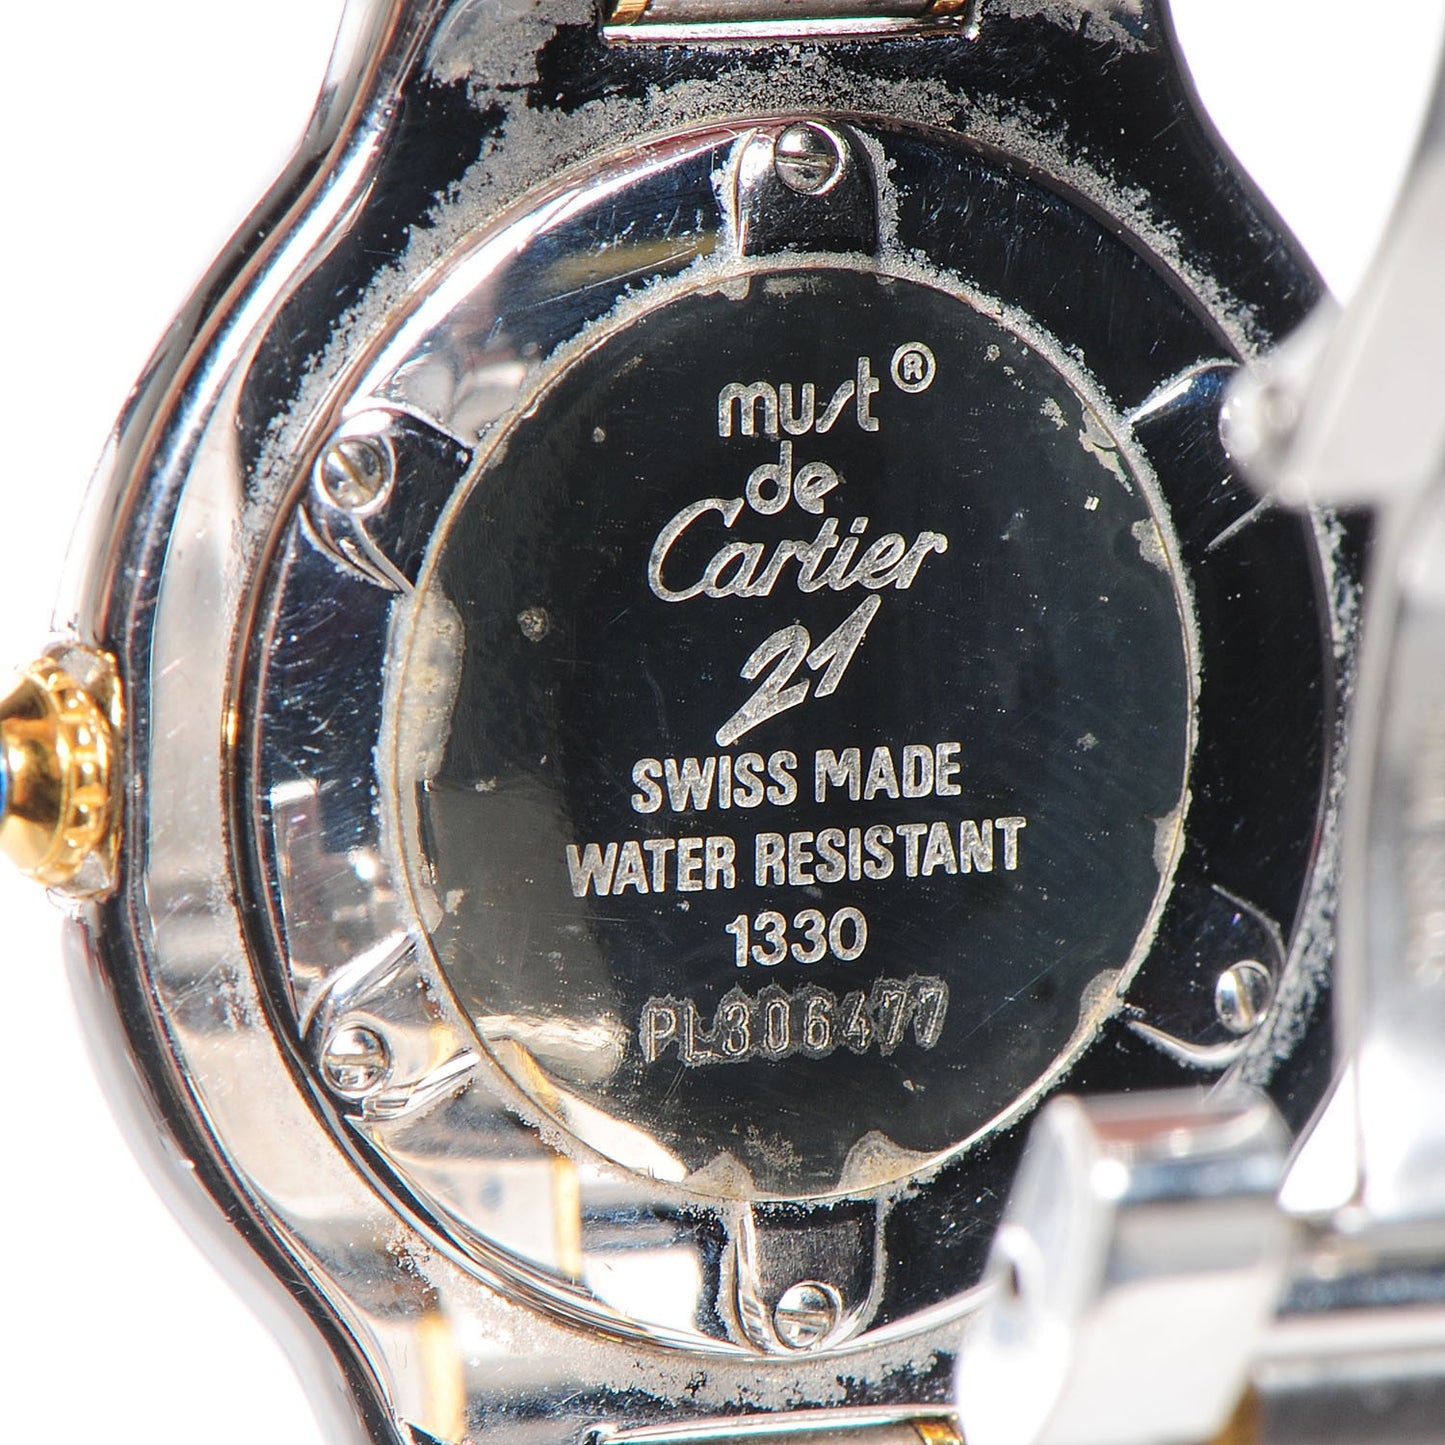 must®
de
Cartier
21
SWISS MADE
WATER RESISTANT
1330
PL306477